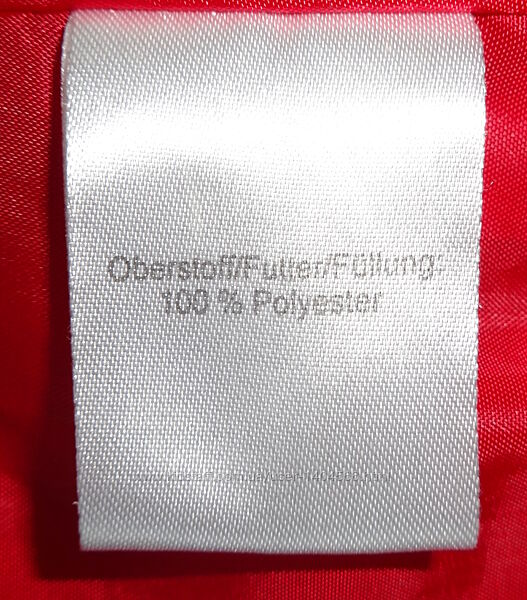 Oberstoff/Futter/Füllung:
100 % Polyester